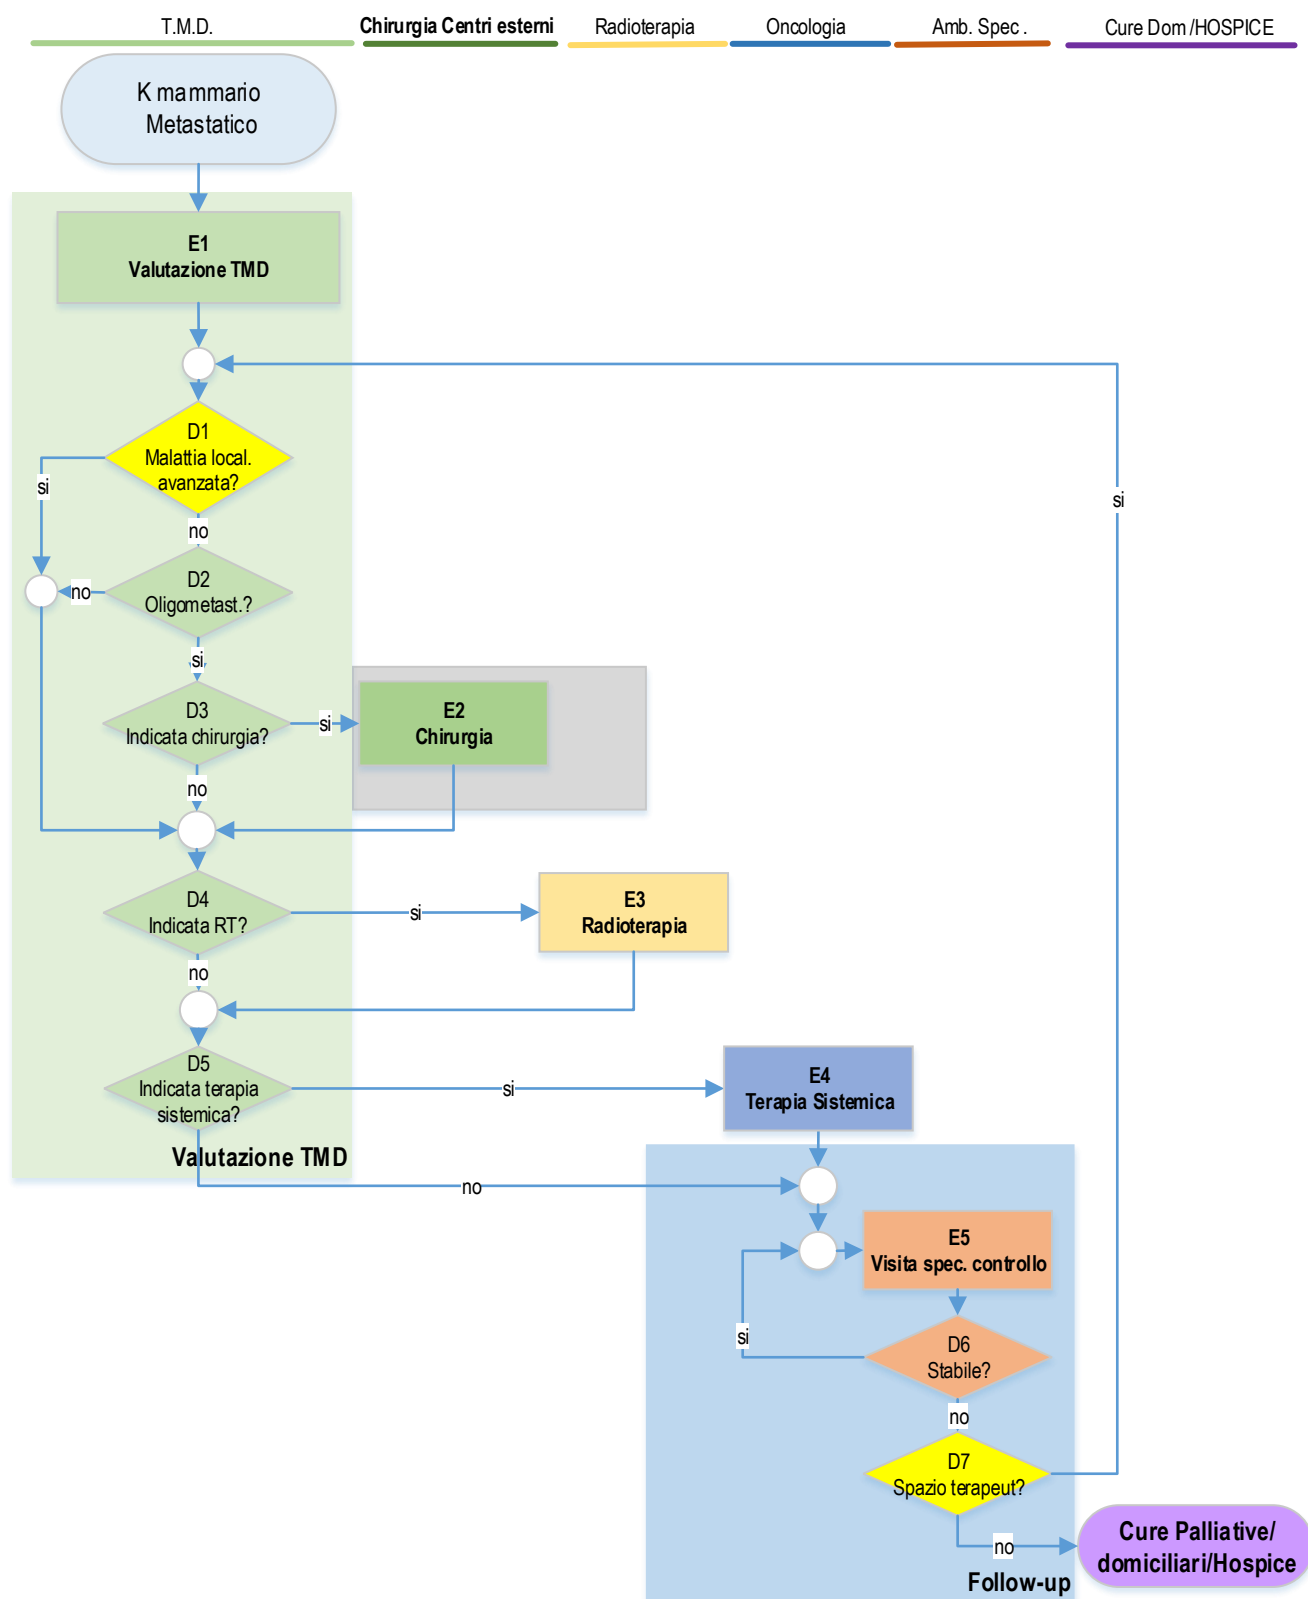 T.M.D.
Chirurgia Centri esterni
Radioterapia
Oncologia
Amb. Spec.
Cure Dom/HOSPICE
K mammario
Metastatico
E1
Valutazione TMD
D1
Malattia local.
avanzata?
si
si
no
D2
Oligometast.?
no
si
D3
Indicata chirurgia?
si
E2
Chirurgia
no
D4
Indicata RT?
si
E3
Radioterapia
no
D5
Indicata terapia
sistemica?
si
E4
Terapia Sistemica
Valutazione TMD
no
E5
Visita spec. controllo
si
D6
Stabile?
no
D7
Spazio terapeut?
no
Cure Palliative/
domiciliari/Hospice
Follow-up